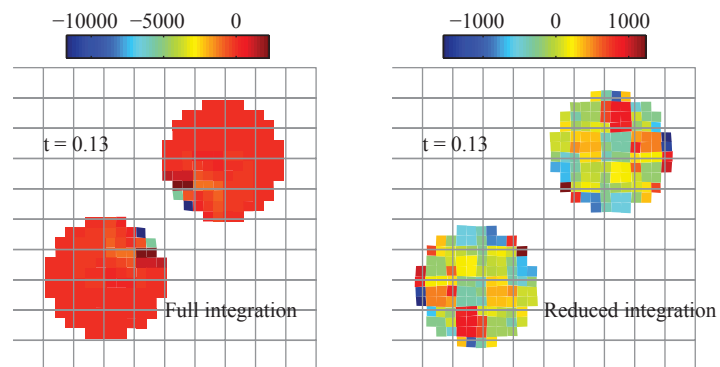 −10000 −5000 0
−1000 0 1000
t = 0.13
t = 0.13
Full integration
Reduced integration